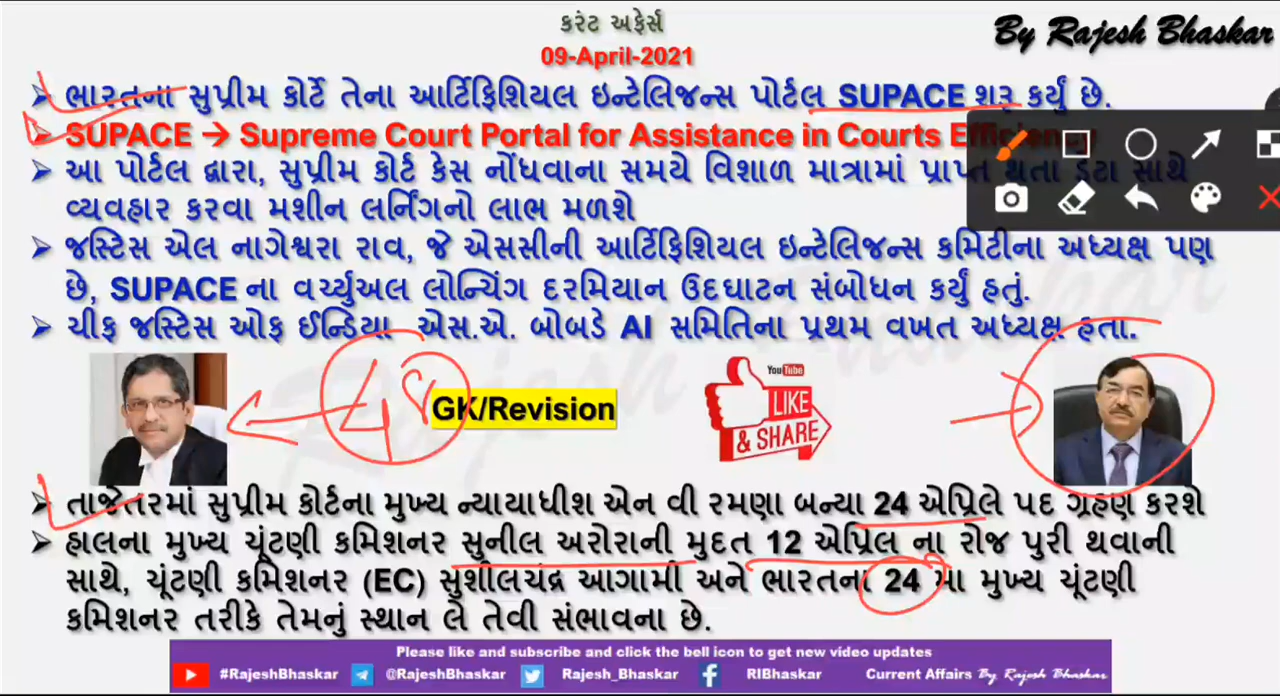 કરંટ અફેર્સ
By Rajesh Bhaskar
09-April-2021
➤ ભારતના સુપ્રીમ કોર્ટે તેના આર્ટિફિશિયલ ઇન્ટેલિજન્સ પોર્ટલ SUPACE શરૂ કર્યું છે.
➤ SUPACE → Supreme Court Portal for Assistance in Courts Efficiency
➤ આ પોર્ટલ દ્વારા, સુપ્રીમ કોર્ટ કેસ નોંધવાના સમયે વિશાળ માત્રામાં પ્રાપ્ત થતા ડેટા સાથે
વ્યવહાર કરવા મશીન લર્નિંગનો લાભ મળશે
➤ જસ્ટિસ એલ નાગેશ્વરા રાવ, જે એસસીની આર્ટિફિશિયલ ઇન્ટેલિજન્સ કમિટીના અધ્યક્ષ પણ
છે, SUPACE ના વર્ચ્યુઅલ લોન્ચિંગ દરમિયાન ઉદઘાટન સંબોધન કર્યું હતું.
➤ ચીફ જસ્ટિસ ઓફ ઈન્ડિયા એસ.એ. બોબડે AI સમિતિના પ્રથમ વખત અધ્યક્ષ હતા.
48
GK/Revision
YouTube
LIKE
& SHARE
➤ તાજેતરમાં સુપ્રીમ કોર્ટના મુખ્ય ન્યાયાધીશ એન વી રમણા બન્યા 24 એપ્રિલે પદ ગ્રહણ કરશે
➤ હાલના મુખ્ય ચૂંટણી કમિશનર સુનીલ અરોરાની મુદત 12 એપ્રિલ ના રોજ પુરી થવાની
સાથે, ચૂંટણી કમિશનર (EC) સુશીલચંદ્ર આગામી અને ભારતના 24 મા મુખ્ય ચૂંટણી
કમિશનર તરીકે તેમનું સ્થાન લે તેવી સંભાવના છે.
Please like and subscribe and click the bell icon to get new video updates
#RajeshBhaskar @RajeshBhaskar Rajesh_Bhaskar RIBhaskar Current Affairs By Rajesh Bhaskar